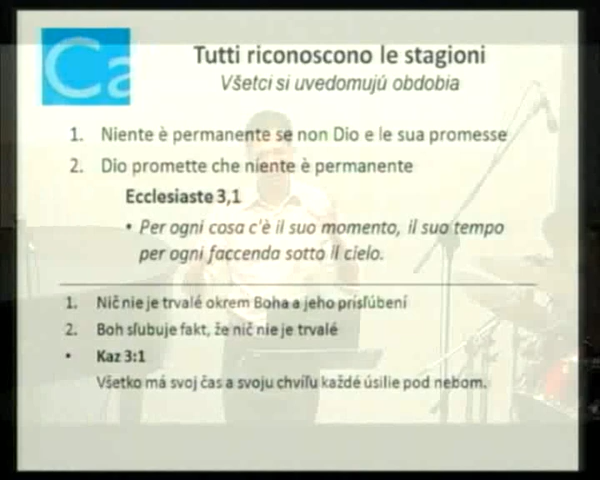 Ca
Tutti riconoscono le stagioni
Všetci si uvedomujú obdobia
1. Niente è permanente se non Dio e le sua promesse
2. Dio promette che niente è permanente
Ecclesiaste 3,1
• Per ogni cosa c'è il suo momento, il suo tempo
per ogni faccenda sotto il cielo.
1. Nič nie je trvalé okrem Boha a jeho prisľúbení
2. Boh sľubuje fakt, že nič nie je trvalé
• Kaz 3:1
Všetko má svoj čas a svoju chvíľu každé úsilie pod nebom.